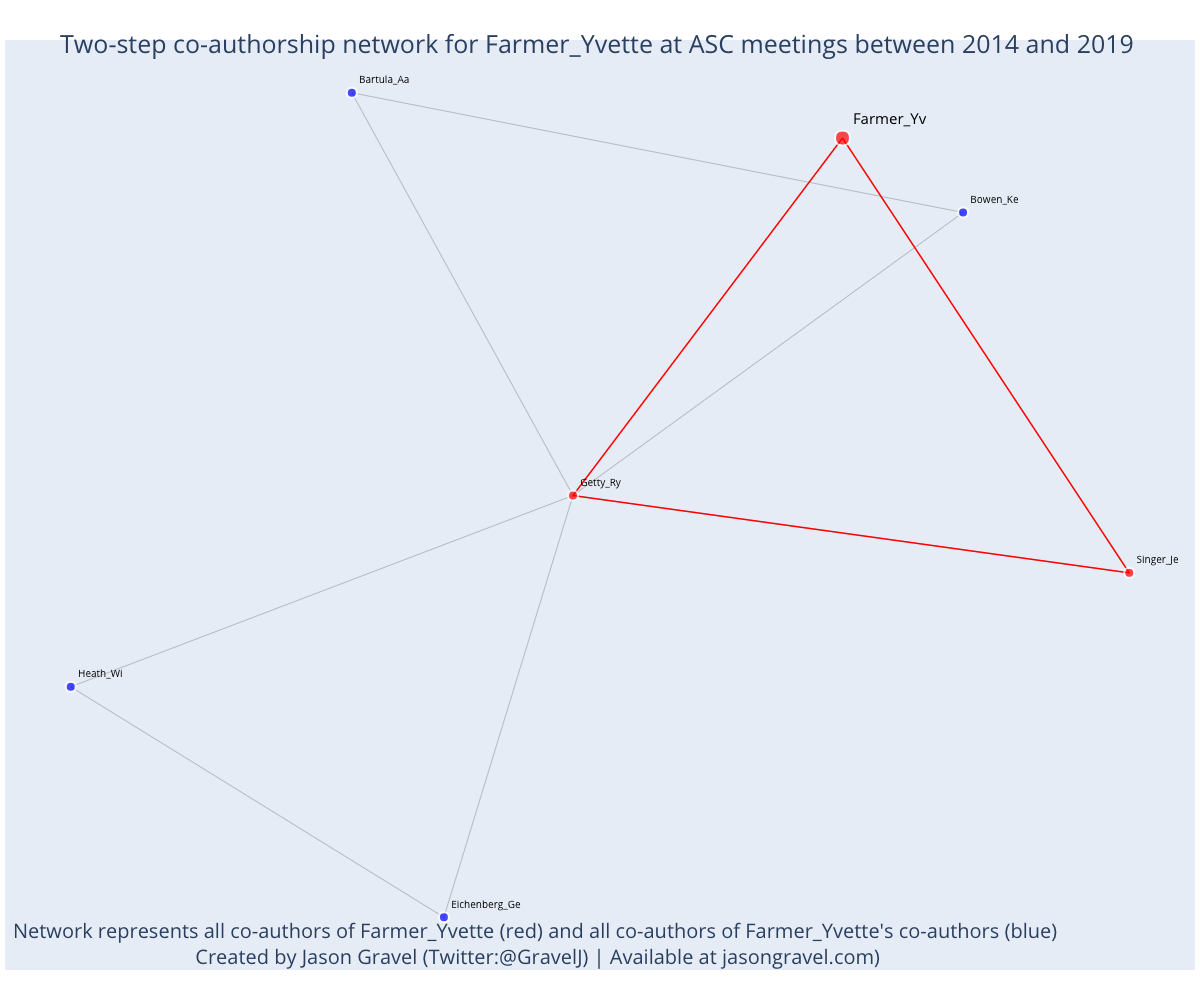 Two-step co-authorship network for Farmer_Yvette at ASC meetings between 2014 and 2019
Bartula_Aa
Farmer_Yv
Bowen_Ke
Getty_Ry
Singer_Je
Heath_Wi
Eichenberg_Ge
Network represents all co-authors of Farmer_Yvette (red) and all co-authors of Farmer_Yvette's co-authors (blue)
Created by Jason Gravel (Twitter:@GravelJ) | Available at jasongravel.com)